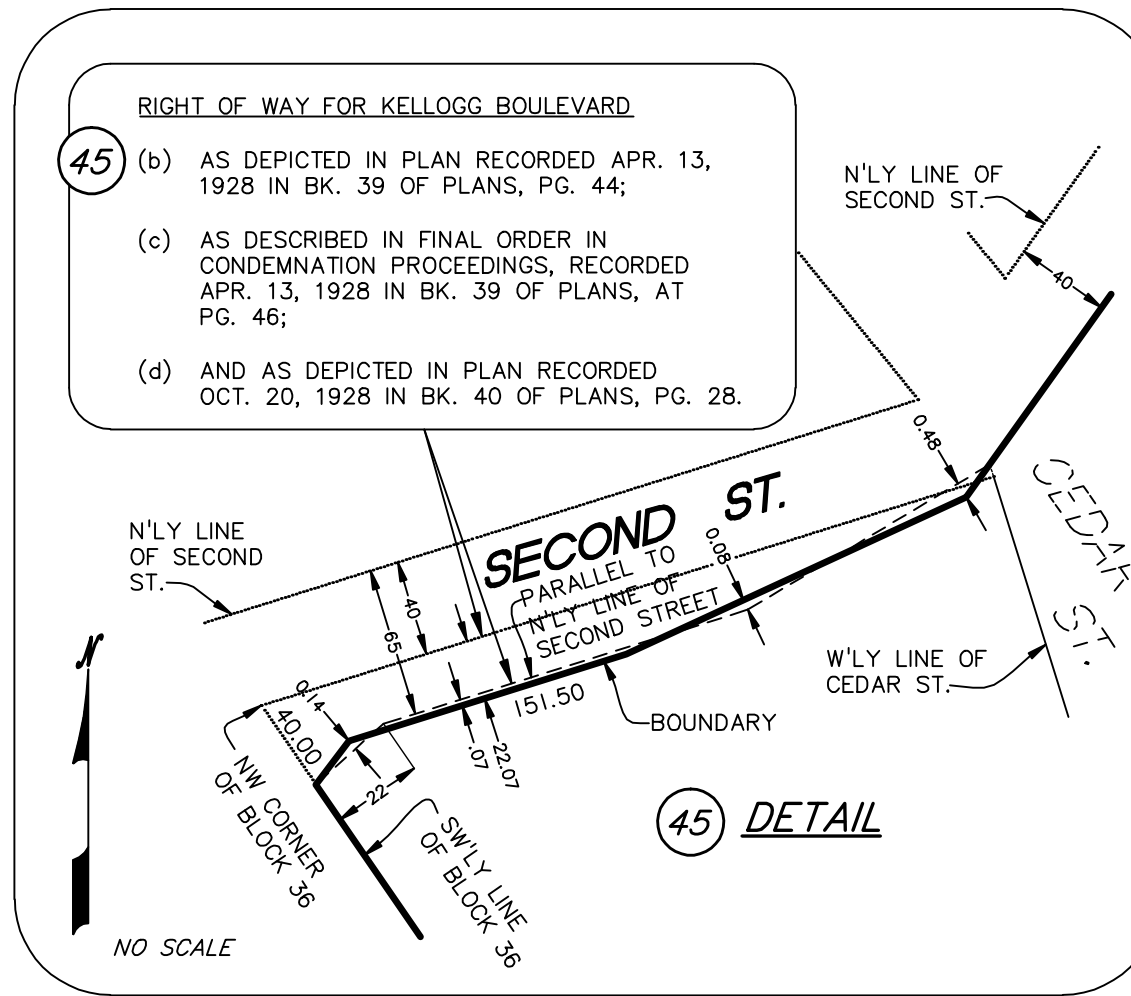 RIGHT OF WAY FOR KELLOGG BOULEVARD
45
(b) AS DEPICTED IN PLAN RECORDED APR. 13,
1928 IN BK. 39 OF PLANS, PG. 44;
(c) AS DESCRIBED IN FINAL ORDER IN
CONDEMNATION PROCEEDINGS, RECORDED
APR. 13, 1928 IN BK. 39 OF PLANS, AT
PG. 46;
(d) AND AS DEPICTED IN PLAN RECORDED
OCT. 20, 1928 IN BK. 40 OF PLANS, PG. 28.
N'LY LINE OF
SECOND ST.
40
0.48
CEDAR
ST.
SECOND ST.
N'LY LINE
OF SECOND
ST.
40
65
PARALLEL TO
N'LY LINE OF
SECOND STREET
0.08
W'LY LINE OF
CEDAR ST.
N
0.14
40.00
151.50
BOUNDARY
.07
22.07
22
NW CORNER
OF BLOCK 36
SW'LY LINE
OF BLOCK 36
45 DETAIL
NO SCALE